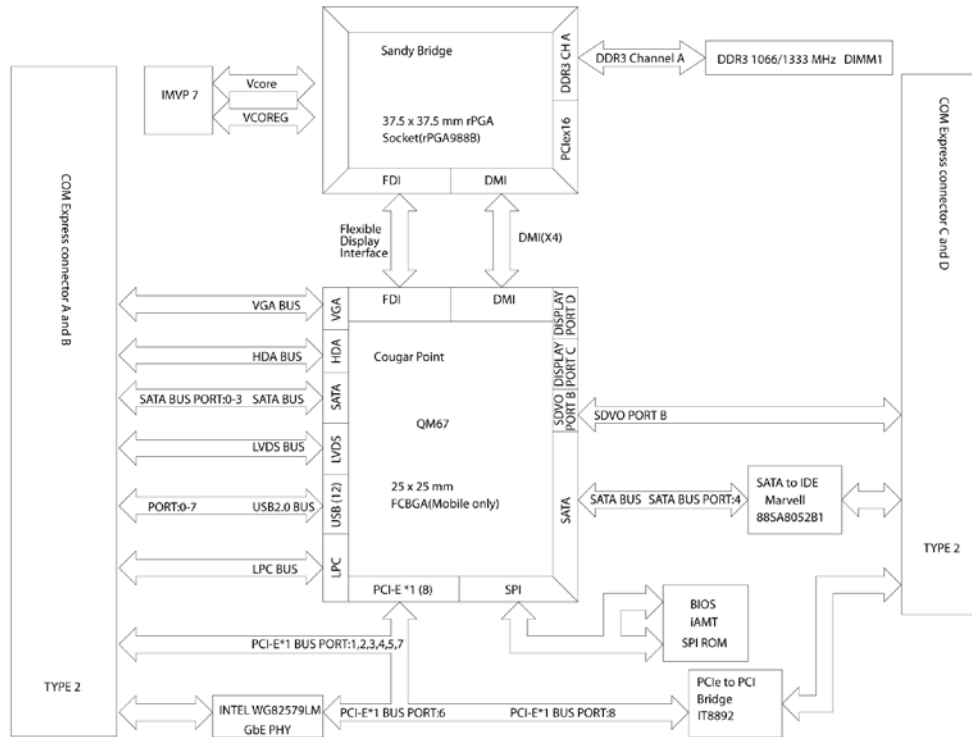 Sandy Bridge
37.5 x 37.5 mm rPGA
Socket(rPGA988B)
DDR3 CH A
PCIex16
FDI
DMI
DDR3 Channel A
DDR3 1066/1333 MHz DIMM1
IMVP 7
Vcore
VCOREG
COM Express connector A and B
TYPE 2
COM Express connector C and D
TYPE 2
Flexible
Display
Interface
DMI(X4)
FDI
DMI
VGA BUS
VGA
HDA BUS
HDA
SATA BUS PORT:0-3 SATA BUS
SATA
LVDS BUS
LVDS
PORT:0-7 USB2.0 BUS
USB (12)
LPC BUS
LPC
Cougar Point
QM67
25 x 25 mm
FCBGA(Mobile only)
DISPLAY
PORT D
DISPLAY
PORT C
SDVO
PORT B
SATA
SDVO PORT B
SATA BUS SATA BUS PORT:4
SATA to IDE
Marvell
88SA8052B1
PCI-E *1 (8)
SPI
BIOS
iAMT
SPI ROM
PCI-E*1 BUS PORT:1,2,3,4,5,7
INTEL WG82579LM
GbE PHY
PCI-E*1 BUS PORT:6
PCI-E*1 BUS PORT:8
PCIe to PCI
Bridge
IT8892